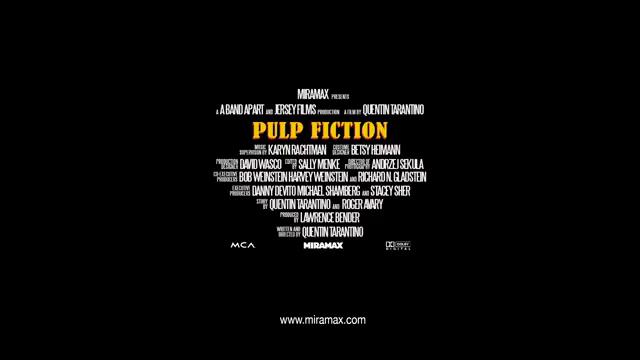 MIRAMAX PRESENTS
A A BAND APART AND JERSEY FILMS PRODUCTION A FILM BY QUENTIN TARANTINO
PULP FICTION
MUSIC SUPERVISION BY KARYN RACHTMAN COSTUME DESIGNER BETSY HEIMANN
PRODUCTION DESIGNER DAVID WASCO EDITED BY SALLY MENKE DIRECTOR OF PHOTOGRAPHY ANDRZEJ SEKULA
CO-EXECUTIVE PRODUCERS BOB WEINSTEIN HARVEY WEINSTEIN AND RICHARD N. GLADSTEIN
EXECUTIVE PRODUCERS DANNY DEVITO MICHAEL SHAMBERG AND STACEY SHER
STORY BY QUENTIN TARANTINO AND ROGER AVARY
PRODUCED BY LAWRENCE BENDER
WRITTEN AND DIRECTED BY QUENTIN TARANTINO
MCA MIRAMAX DOLBY DIGITAL
www.miramax.com